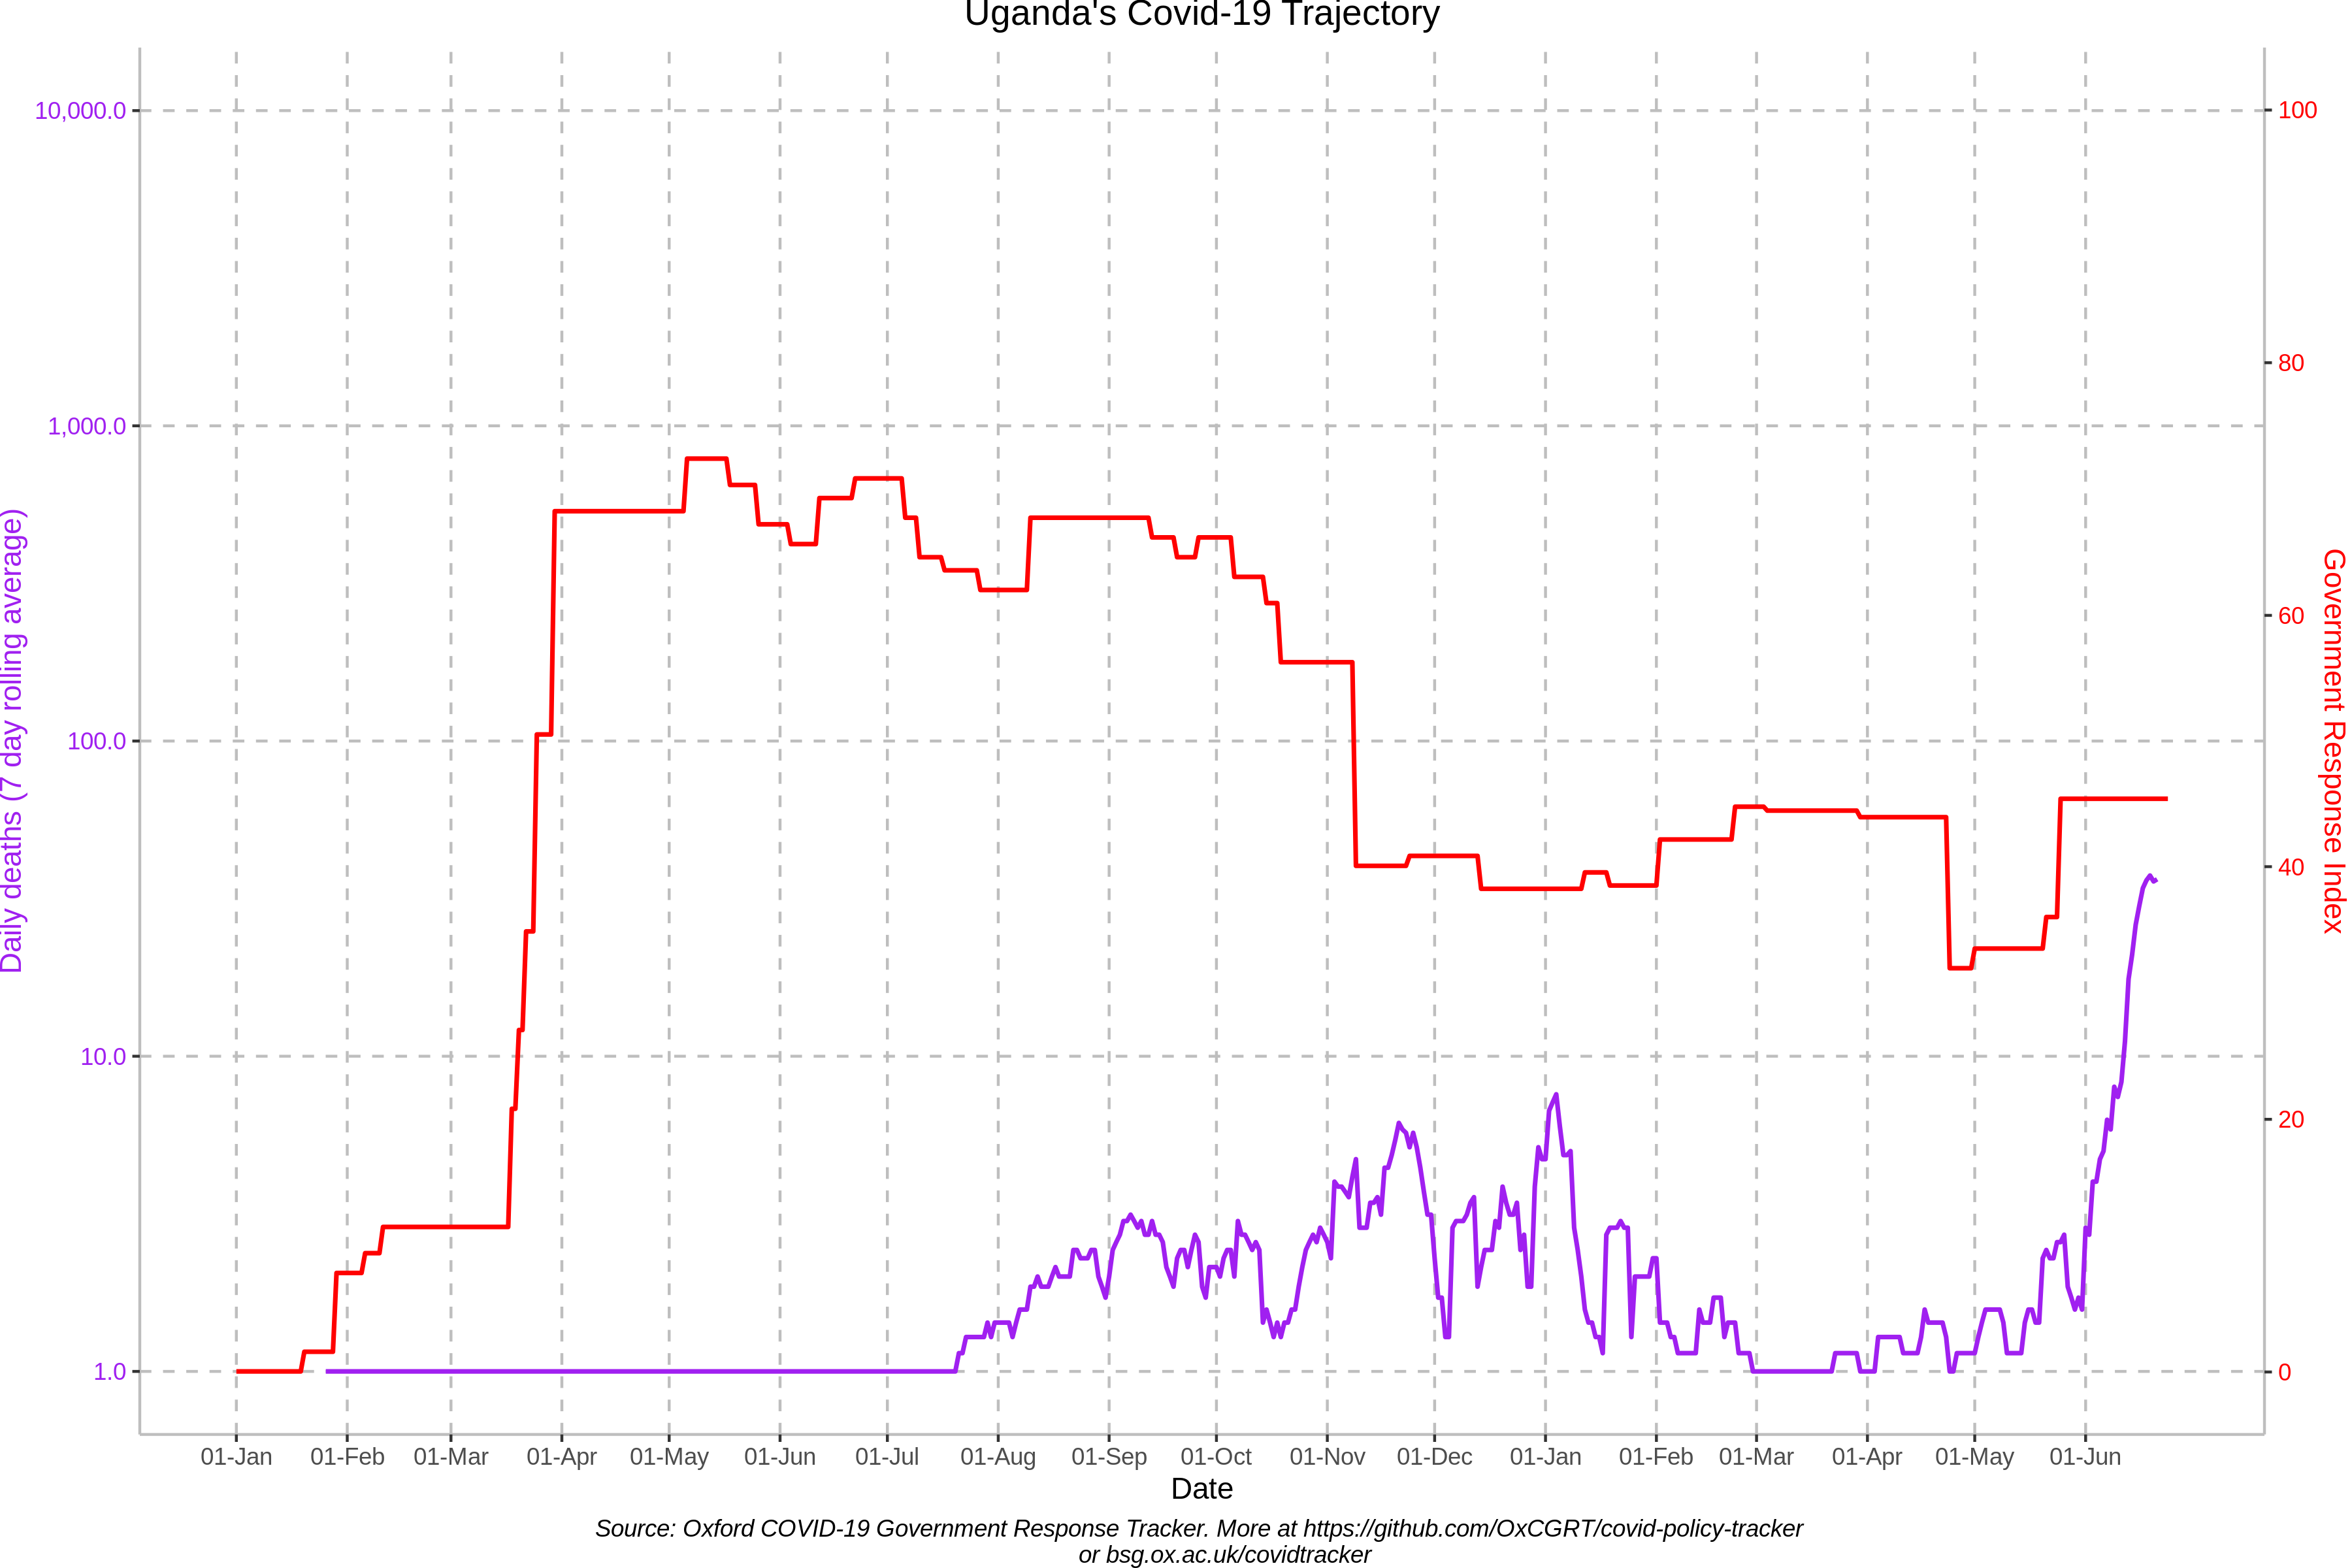 Uganda's Covid-19 Trajectory
10,000.0
1,000.0
100.0
10.0
1.0
Daily deaths (7 day rolling average)
100
80
60
40
20
0
Government Response Index
01-Jan 01-Feb 01-Mar 01-Apr 01-May 01-Jun 01-Jul 01-Aug 01-Sep 01-Oct 01-Nov 01-Dec 01-Jan 01-Feb 01-Mar 01-Apr 01-May 01-Jun
Date
Source: Oxford COVID-19 Government Response Tracker. More at https://github.com/OxCGRT/covid-policy-tracker
or bsg.ox.ac.uk/covidtracker